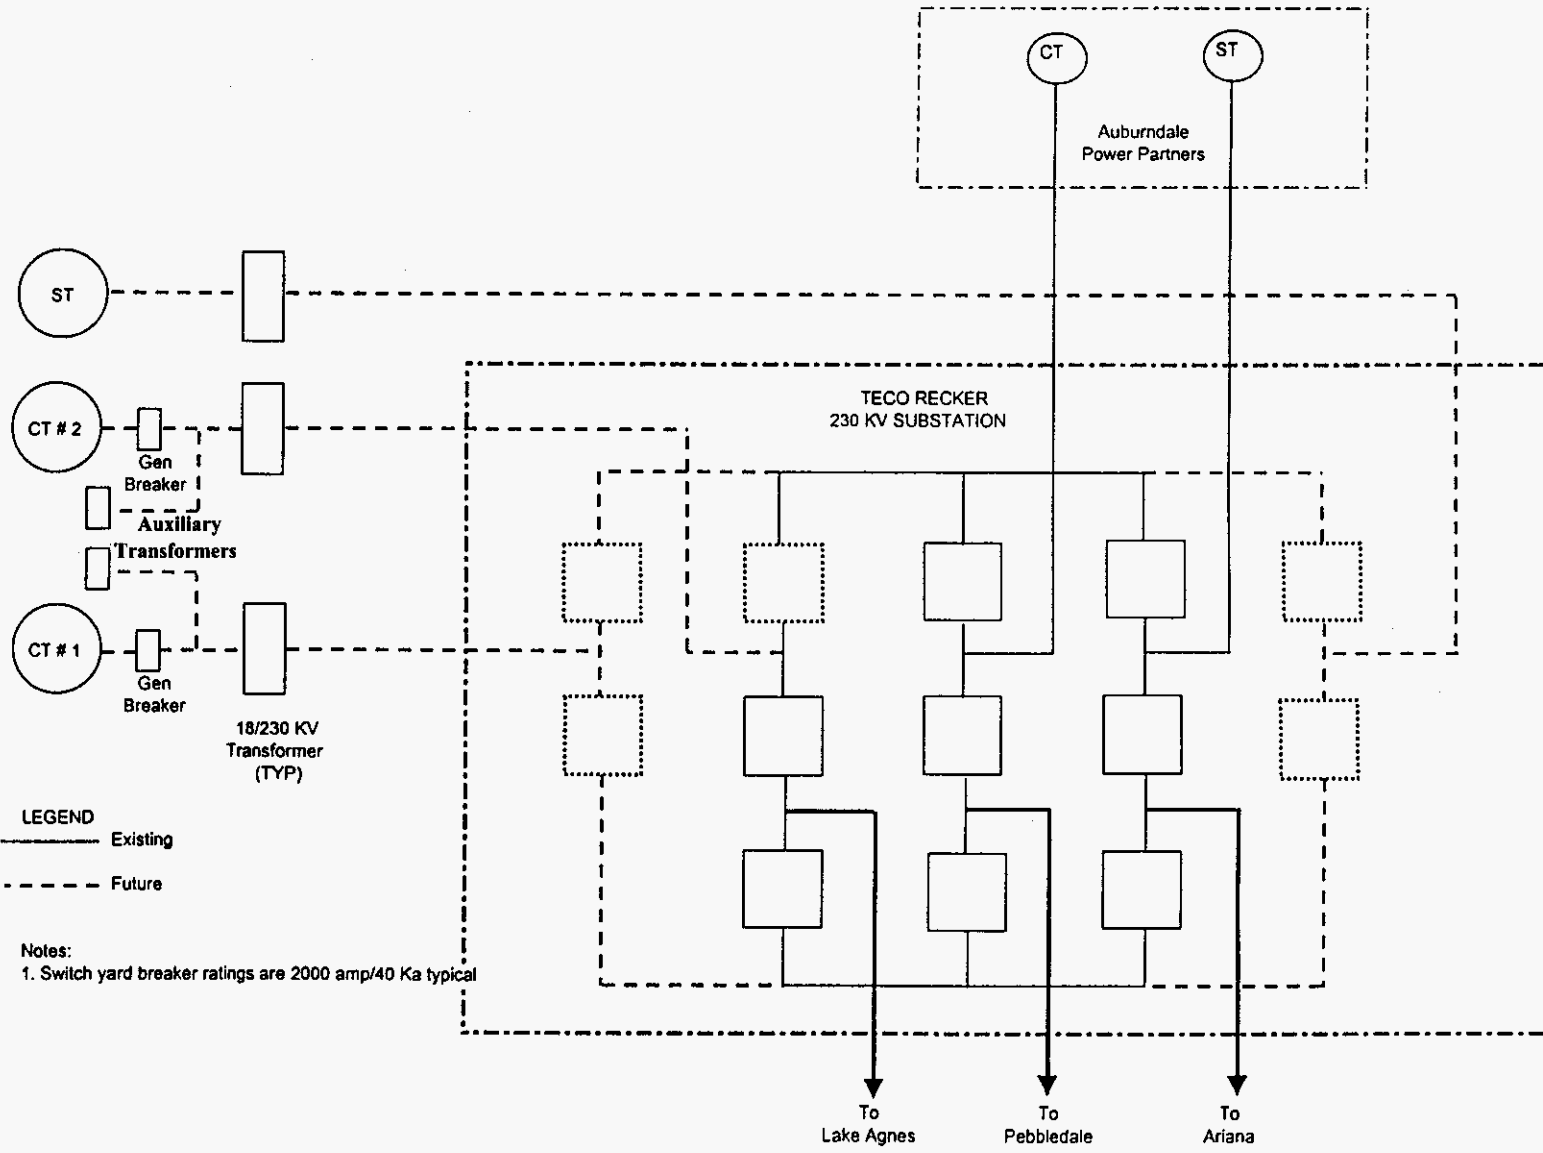 CT
ST
Auburndale
Power Partners
ST
TECO RECKER
230 KV SUBSTATION
CT # 2
Gen
Breaker
Auxiliary
Transformers
CT # 1
Gen
Breaker
18/230 KV
Transformer
(TYP)
LEGEND
Existing
Future
Notes:
1. Switch yard breaker ratings are 2000 amp/40 Ka typical
To
Lake Agnes
To
Pebbledale
To
Ariana